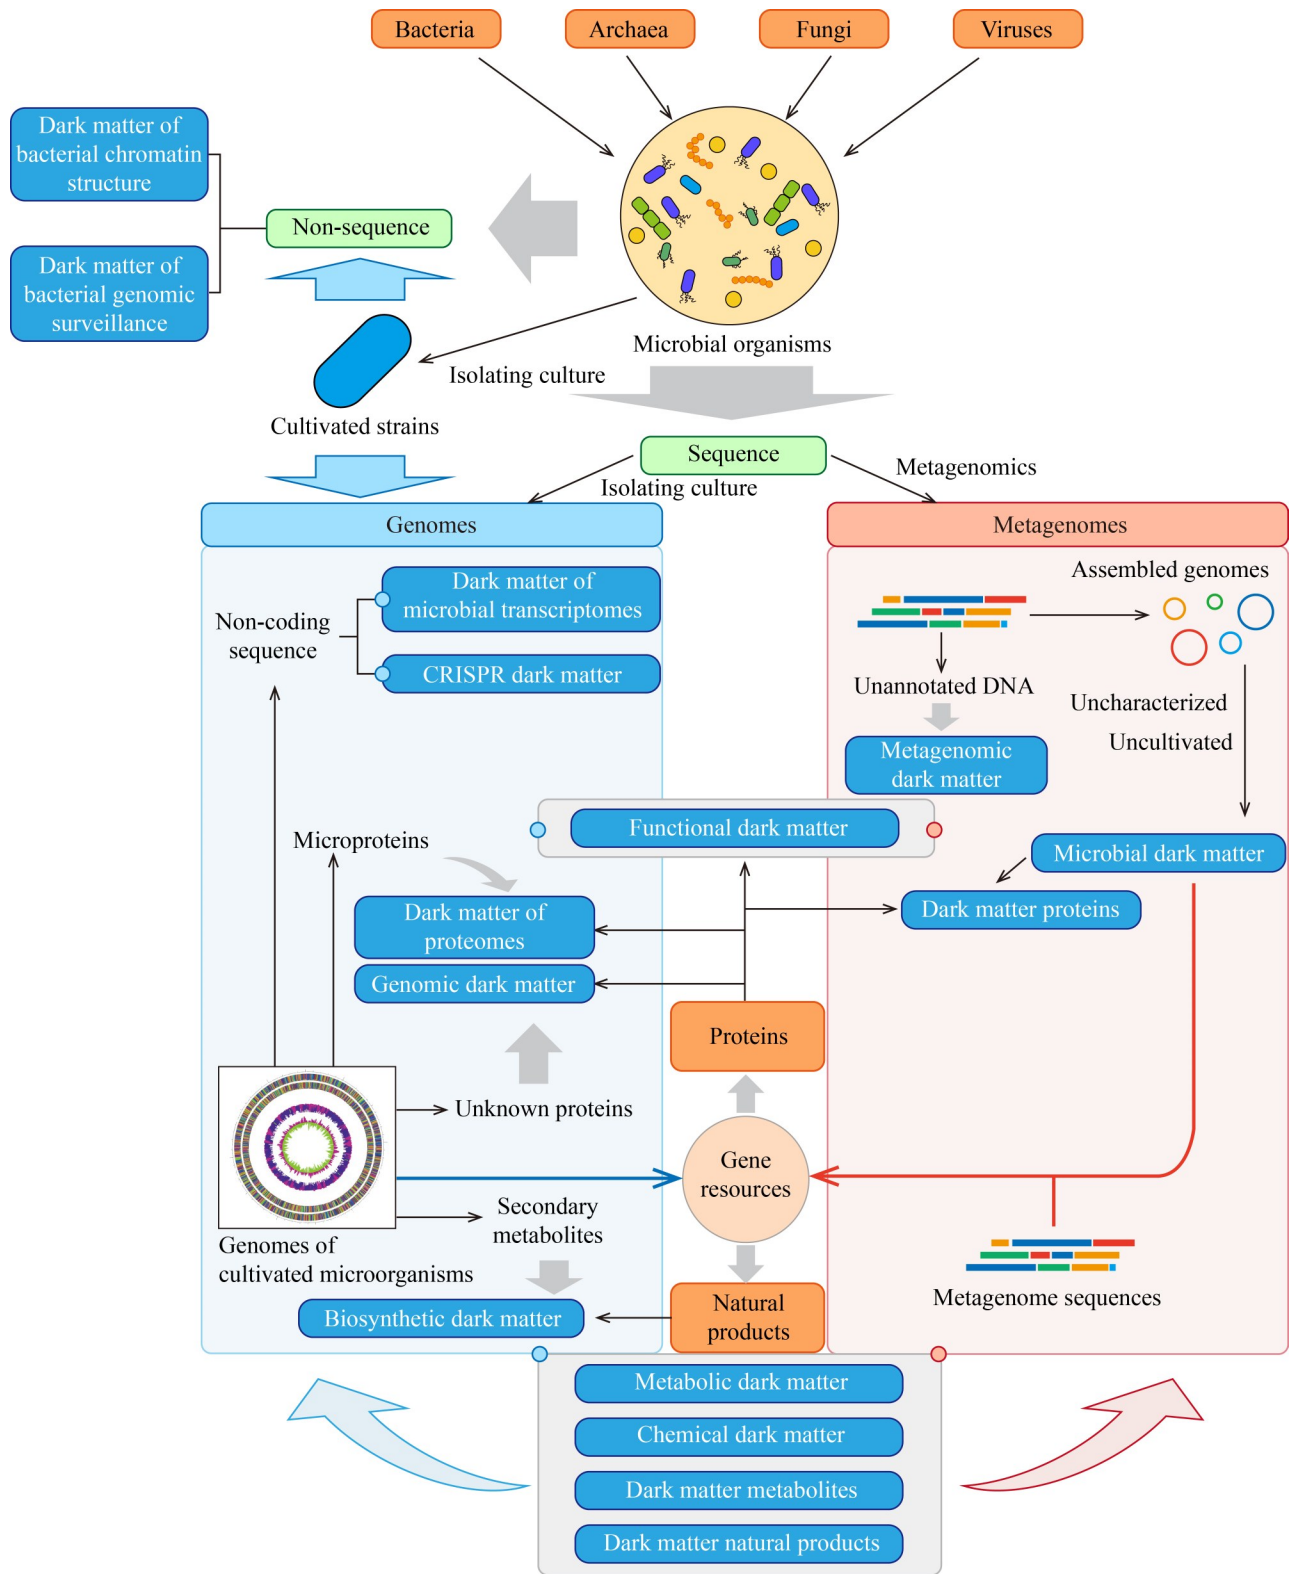 Bacteria
Archaea
Fungi
Viruses
Dark matter of
bacterial chromatin
structure
Non-sequence
Dark matter of
bacterial genomic
surveillance
Microbial organisms
Isolating culture
Cultivated strains
Sequence
Isolating culture
Metagenomics
Genomes
Metagenomes
Dark matter of
microbial transcriptomes
Non-coding
sequence
CRISPR dark matter
Assembled genomes
Unannotated DNA
Uncharacterized
Uncultivated
Metagenomic
dark matter
Functional dark matter
Microproteins
Microbial dark matter
Dark matter of
proteomes
Dark matter proteins
Genomic dark matter
Proteins
Unknown proteins
Gene
resources
Secondary
metabolites
Genomes of
cultivated microorganisms
Metagenome sequences
Biosynthetic dark matter
Natural
products
Metabolic dark matter
Chemical dark matter
Dark matter metabolites
Dark matter natural products